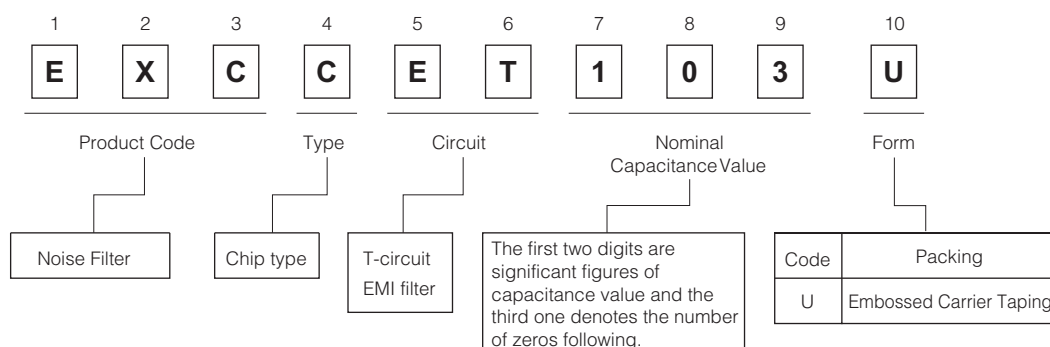 1 2 3 4 5 6 7 8 9 10
E X C C E T 1 0 3 U
Product Code Type Circuit Nominal Capacitance Value Form
Noise Filter
Chip type
T-circuit
EMI filter
The first two digits are
significant figures of
capacitance value and the
third one denotes the number
of zeros following.
Code Packing
U Embossed Carrier Taping